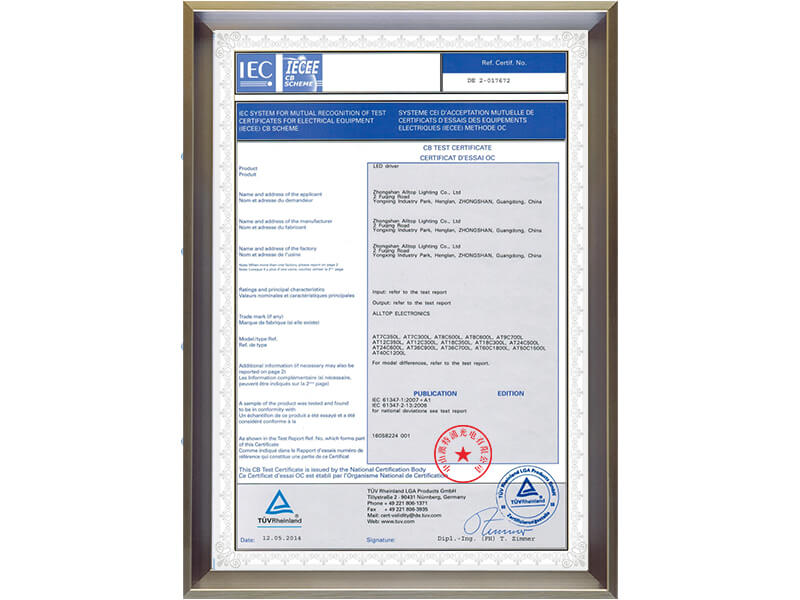 IEC
IECEE
CB
SCHEME
Ref. Certif. No.
DE 2-017672
IEC SYSTEM FOR MUTUAL RECOGNITION OF TEST
CERTIFICATES FOR ELECTRICAL EQUIPMENT
(IECEE) CB SCHEME
SYSTEME CEI D'ACCEPTATION MUTUELLE DE
CERTIFICATS D'ESSAIS DES EQUIPEMENTS
ELECTRIQUES (IECEE) METHODE OC
CB TEST CERTIFICATE
CERTIFICAT D'ESSAI OC
Product
Produit
LED driver
Name and address of the applicant
Nom et adresse du demandeur
Zhongshan Alltop Lighting Co., Ltd
2 Fuqing Road
Yongxing Industry Park, Henglan, ZHONGSHAN, Guangdong, China
Name and address of the manufacturer
Nom et adresse du fabricant
Zhongshan Alltop Lighting Co., Ltd
2 Fuqing Road
Yongxing Industry Park, Henglan, ZHONGSHAN, Guangdong, China
Name and address of the factory
Nom et adresse de l'usine
Note: When more than one factory, please report on page 2
Note: Lorsque il y plus d'une usine, veuillez utiliser la 2ème page
Zhongshan Alltop Lighting Co., Ltd
2 Fuqing Road
Yongxing Industry Park, Henglan, ZHONGSHAN, Guangdong, China
Ratings and principal characteristics
Valeurs nominales et caractéristiques principales
Input: refer to the test report
Output: refer to the test report
Trade mark (if any)
Marque de fabrique (si elle existe)
ALLTOP ELECTRONICS
Model/type Ref.
Ref. de type
AT7C350L, AT7C300L, AT8C500L, AT8C600L, AT9C700L
AT12C350L, AT12C300L, AT18C350L, AT18C300L, AT24C500L
AT24C600L, AT36C900L, AT36C700L, AT60C1800L, AT50C1500L
AT40C1200L
Additional information (if necessary may also be
reported on page 2)
Les information complémentaire (si nécessaire,
peuvent être indiqués sur la 2ème page)
For model differences, refer to the test report.
PUBLICATION
EDITION
A sample of the product was tested and found
to be in conformity with
Un échantillon de ce produit a été essayé et a été
considéré conforme à la
IEC 61347-1:2007+A1
IEC 61347-2-13:2006
for national deviations see test report
As shown in the Test Report Ref. No. which forms part
of this Certificate
Comme indiqué dans le Rapport d'essais numéro de
référence qui constitue une partie de ce Certificat
16058224 001
This CB Test Certificate is issued by the National Certification Body
Ce Certificat d'essai OC est établi par l'Organisme National de Certification
TÜVRheinland
TÜV Rheinland LGA Products GmbH
Tillystraße 2 · 90431 Nürnberg, Germany
Phone + 49 221 806-1371
Fax + 49 221 806-3935
Mail: cert-validity@de.tuv.com
Web: www.tuv.com
TÜV Rheinland LGA Products GmbH
TÜVRheinland
Zertifizierungsstelle
Date: 12.05.2014
Signature:
Dipl.-Ing. (FH) T. Zimmer